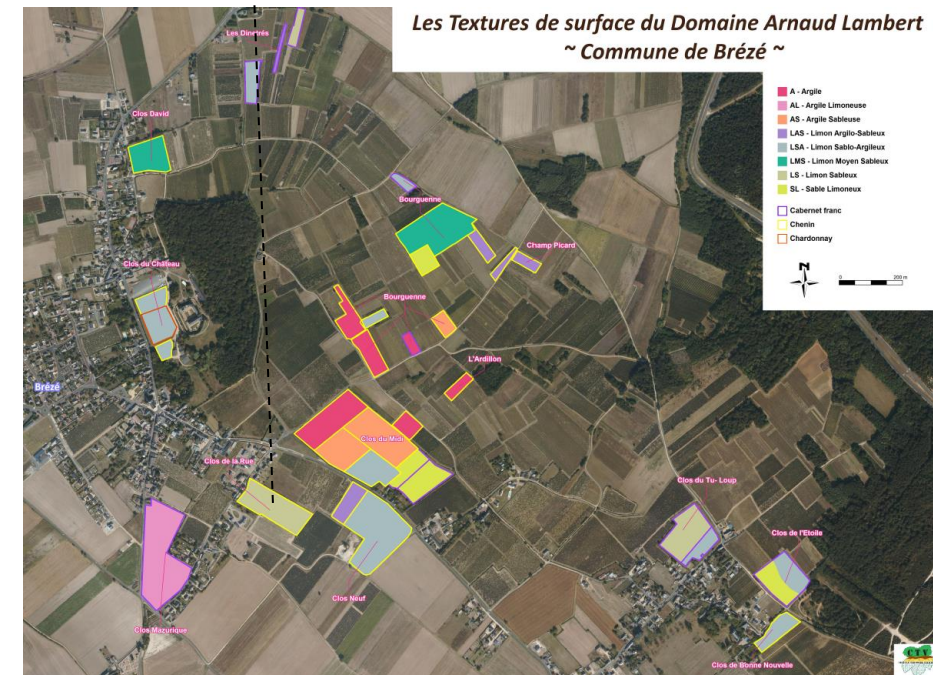 Les Textures de surface du Domaine Arnaud Lambert
~ Commune de Brézé ~
A - Argile
AL - Argile Limoneuse
AS - Argile Sableuse
LAS - Limon Argilo-Sableux
LSA - Limon Sablo-Argileux
LMS - Limon Moyen Sableux
LS - Limon Sableux
SL - Sable Limoneux
Cabernet franc
Chenin
Chardonnay
N
0 200 m
Les Dinetrés
Clos David
Bourguenne
Champ Picard
Clos du Château
Bourguenne
L'Ardillon
Brézé
Clos du Midi
Clos de la Rue
Clos du Tu- Loup
Clos de l'Etoile
Clos Neuf
Clos Mazurique
Clos de Bonne Nouvelle